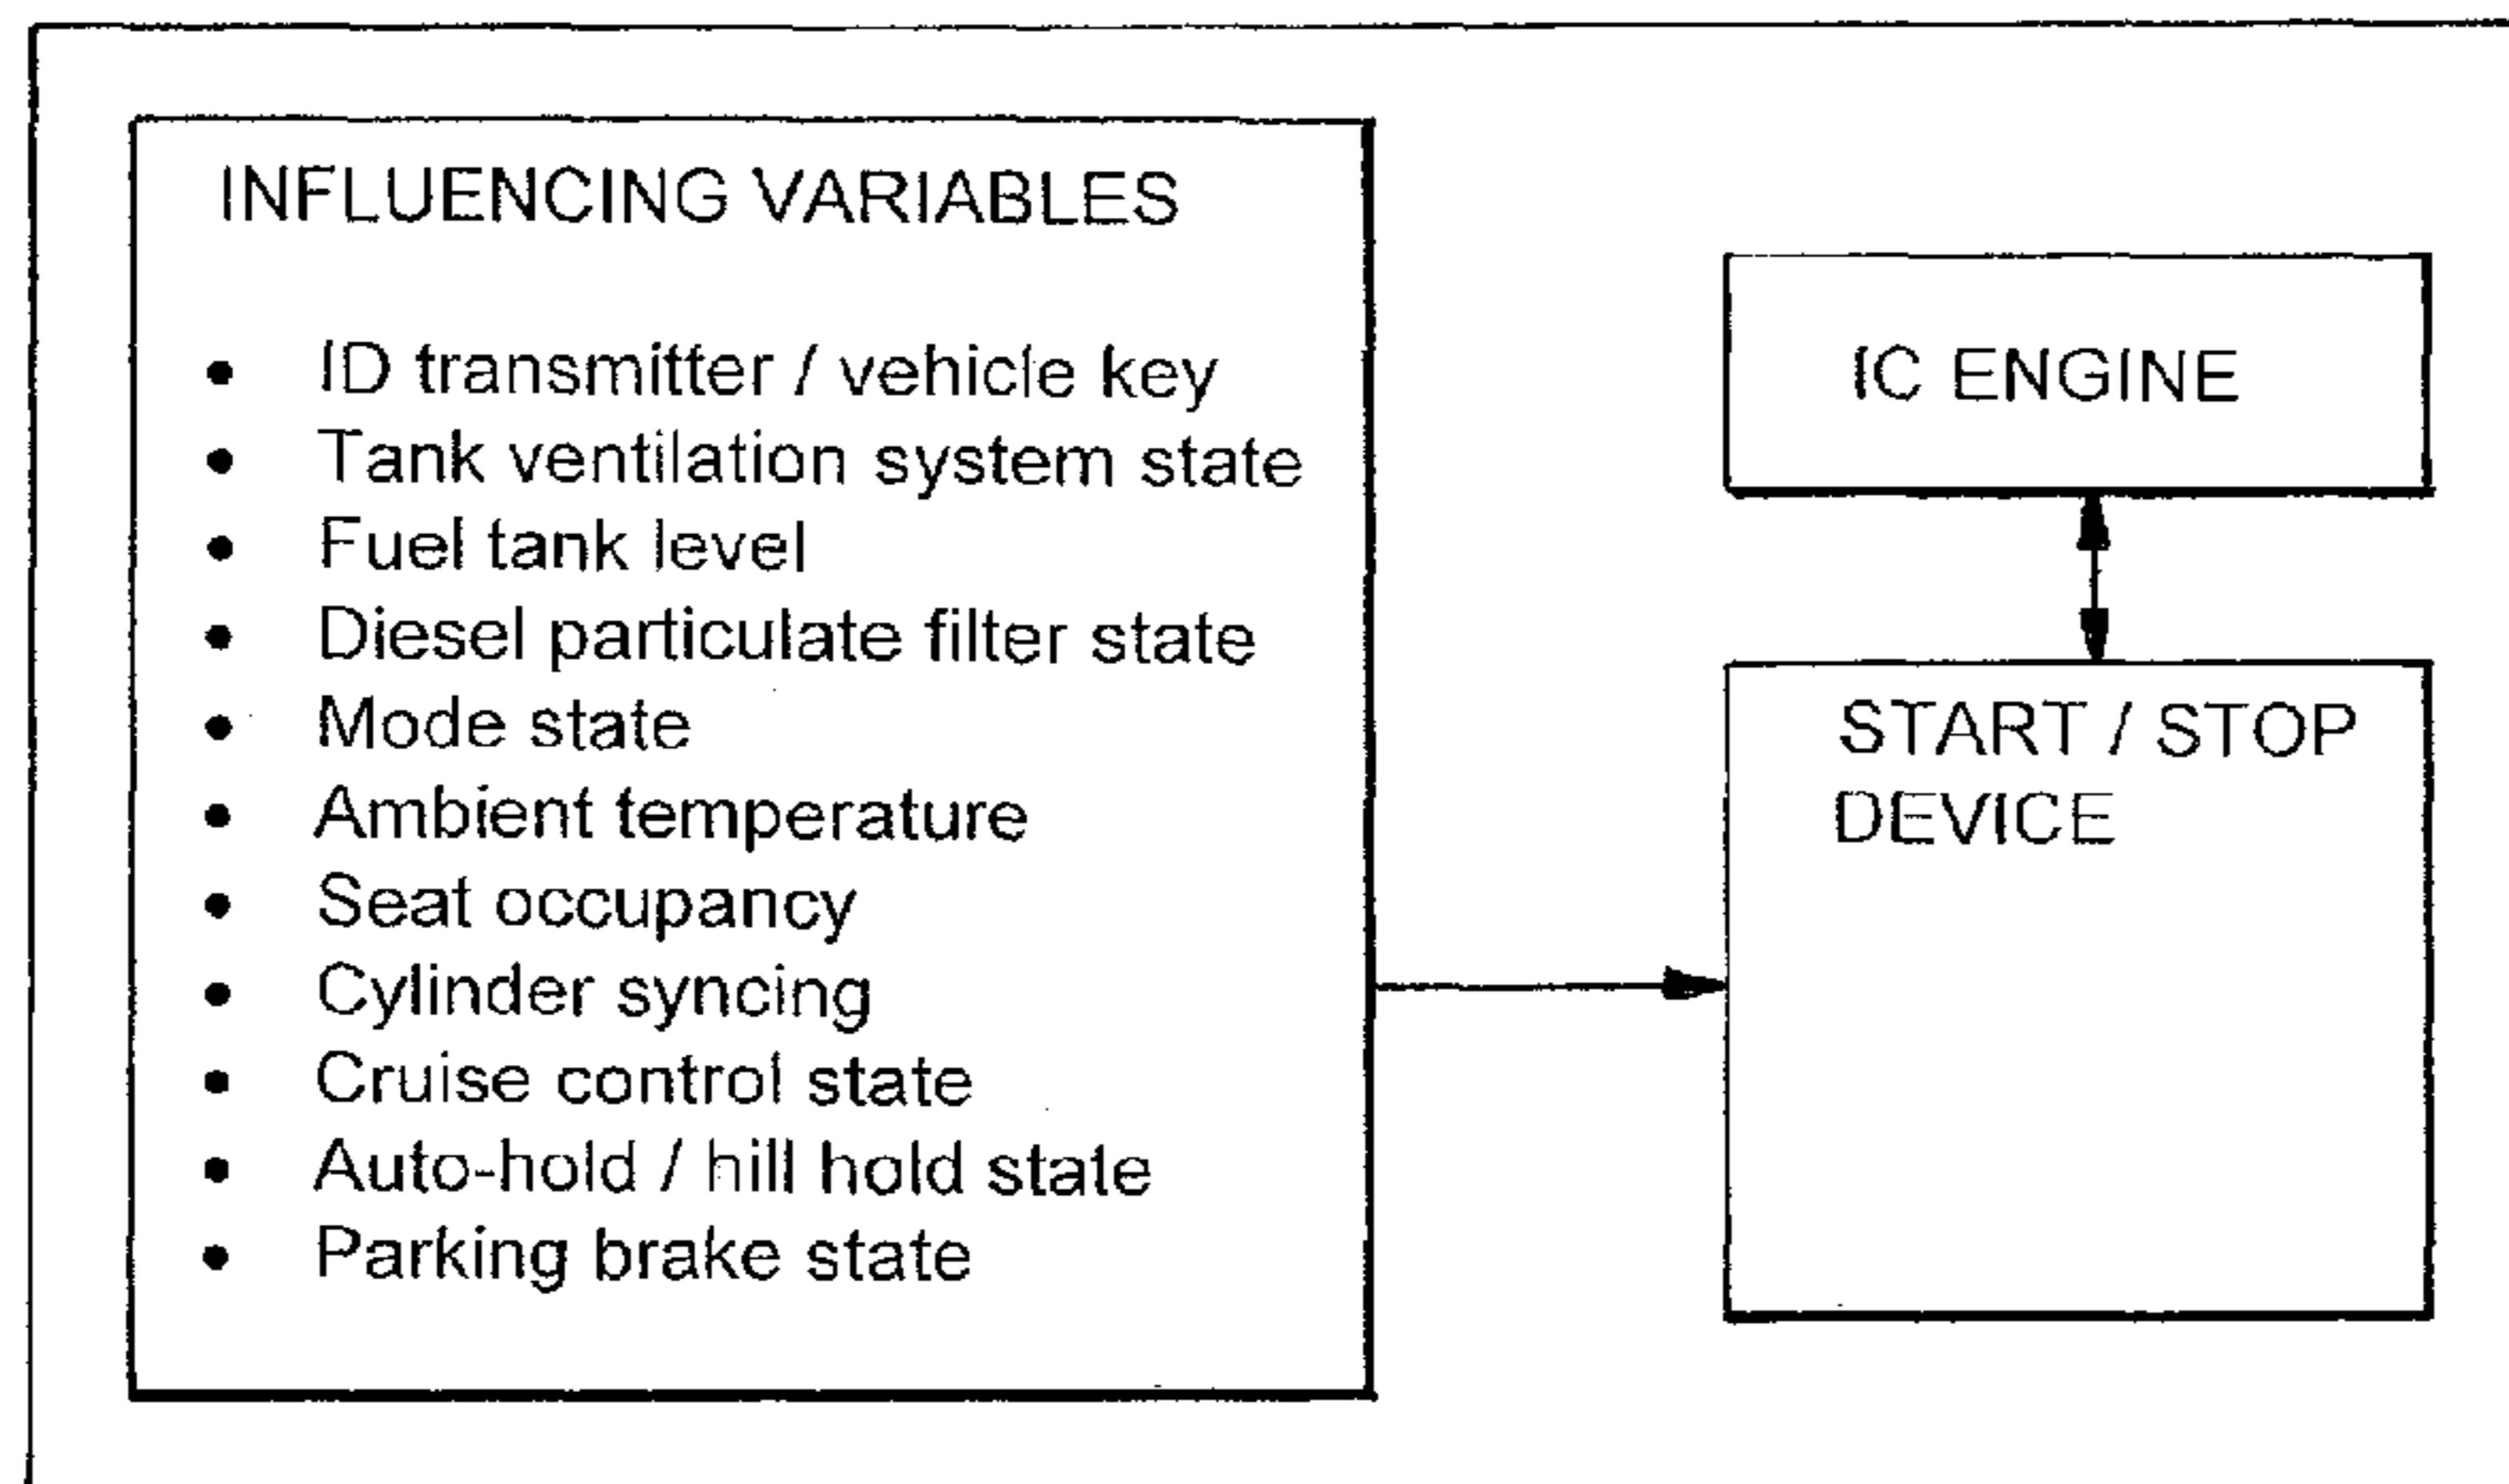 INFLUENCING VARIABLES
• ID transmitter / vehicle key
• Tank ventilation system state
• Fuel tank level
• Diesel particulate filter state
• Mode state
• Ambient temperature
• Seat occupancy
• Cylinder syncing
• Cruise control state
• Auto-hold / hill hold state
• Parking brake state
IC ENGINE
START / STOP
DEVICE